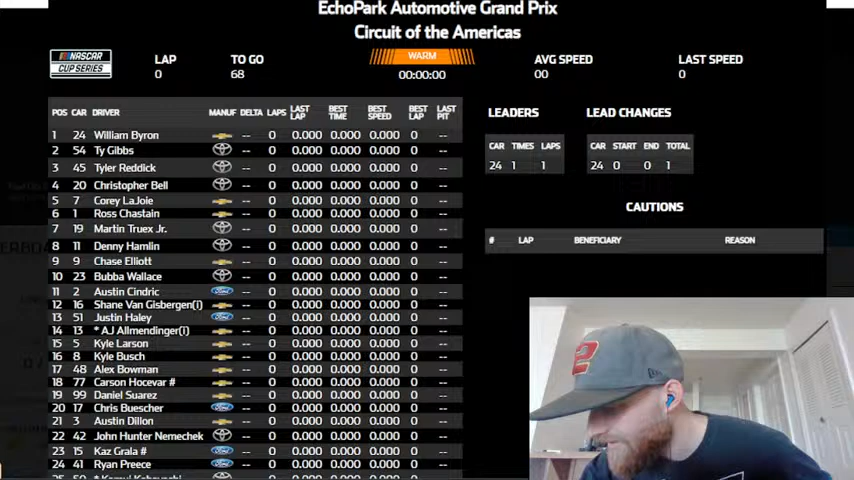 EchoPark Automotive Grand Prix
Circuit of the Americas
NASCAR CUP SERIES
LAP 0
TO GO 68
WARM
00:00:00
AVG SPEED 00
LAST SPEED 0
POS CAR DRIVER MANUF DELTA LAPS LAST LAP BEST TIME BEST SPEED BEST LAP LAST PIT
1 24 William Byron -- 0 0.000 0.000 0.000 0 --
2 54 Ty Gibbs -- 0 0.000 0.000 0.000 0 --
3 45 Tyler Reddick -- 0 0.000 0.000 0.000 0 --
4 20 Christopher Bell -- 0 0.000 0.000 0.000 0 --
5 7 Corey LaJoie -- 0 0.000 0.000 0.000 0 --
6 1 Ross Chastain -- 0 0.000 0.000 0.000 0 --
7 19 Martin Truex Jr. -- 0 0.000 0.000 0.000 0 --
8 11 Denny Hamlin -- 0 0.000 0.000 0.000 0 --
9 9 Chase Elliott -- 0 0.000 0.000 0.000 0 --
10 23 Bubba Wallace -- 0 0.000 0.000 0.000 0 --
11 2 Austin Cindric Ford -- 0 0.000 0.000 0.000 0 --
12 16 Shane Van Gisbergen(i) -- 0 0.000 0.000 0.000 0 --
13 51 Justin Haley Ford -- 0 0.000 0.000 0.000 0 --
14 13 * AJ Allmendinger(i) -- 0 0.000 0.000 0.000 0 --
15 5 Kyle Larson -- 0 0.000 0.000 0.000 0 --
16 8 Kyle Busch -- 0 0.000 0.000 0.000 0 --
17 48 Alex Bowman -- 0 0.000 0.000 0.000 0 --
18 77 Carson Hocevar # -- 0 0.000 0.000 0.000 0 --
19 99 Daniel Suarez -- 0 0.000 0.000 0.000 0 --
20 17 Chris Buescher Ford -- 0 0.000 0.000 0.000 0 --
21 3 Austin Dillon -- 0 0.000 0.000 0.000 0 --
22 42 John Hunter Nemechek -- 0 0.000 0.000 0.000 0 --
23 15 Kaz Grala # Ford -- 0 0.000 0.000 0.000 0 --
24 41 Ryan Preece Ford -- 0 0.000 0.000 0.000 0 --
LEADERS
CAR TIMES LAPS
24 1 1
LEAD CHANGES
CAR START END TOTAL
24 0 0 1
CAUTIONS
# LAP BENEFICIARY REASON
2